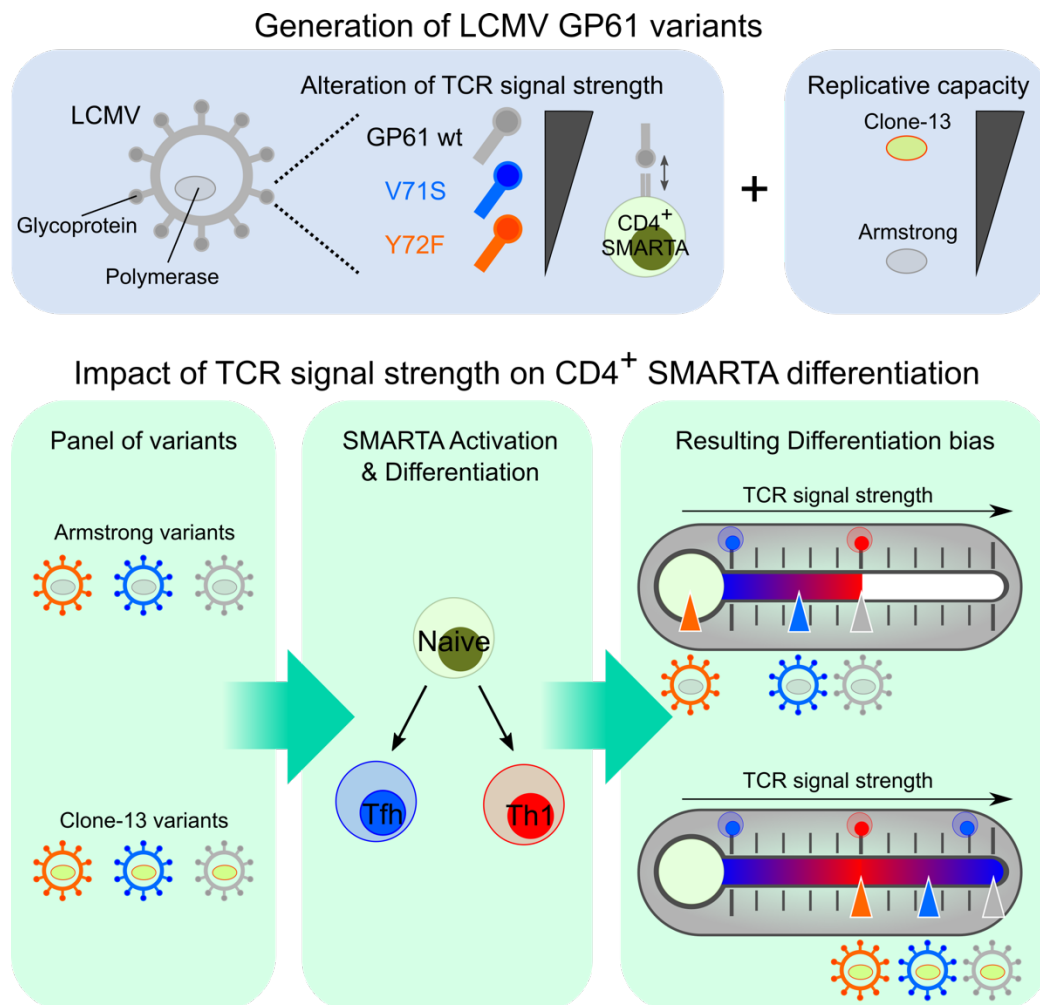 Generation of LCMV GP61 variants
LCMV
Glycoprotein
Polymerase
Alteration of TCR signal strength
GP61 wt
V71S
Y72F
CD4+
SMARTA
+
Replicative capacity
Clone-13
Armstrong
Impact of TCR signal strength on CD4+ SMARTA differentiation
Panel of variants
Armstrong variants
Clone-13 variants
SMARTA Activation
& Differentiation
Naive
Tfh
Th1
Resulting Differentiation bias
TCR signal strength
TCR signal strength